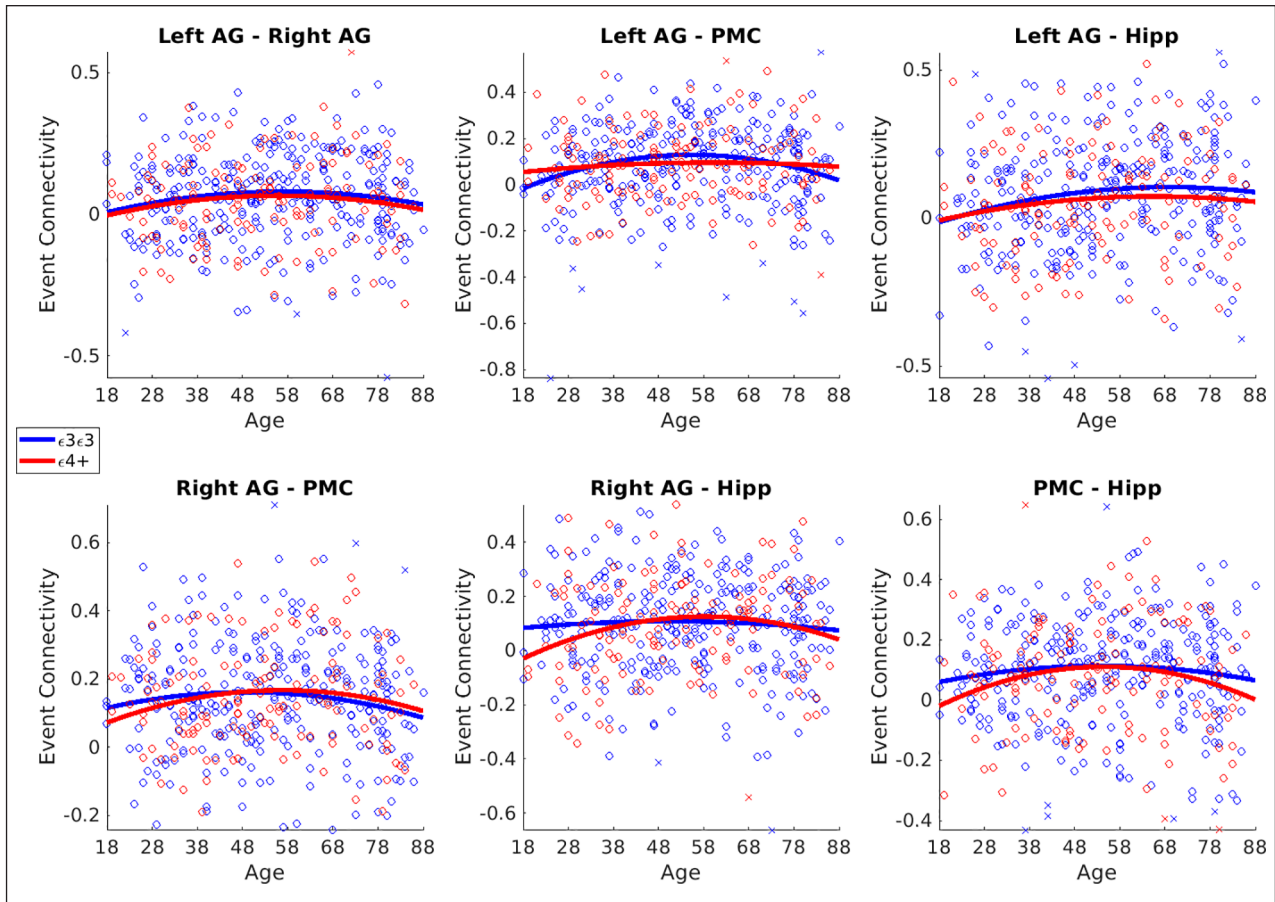 Left AG - Right AG
Left AG - PMC
Left AG - Hipp
Event Connectivity
0.5
0
-0.5
18 28 38 48 58 68 78 88
Age
Event Connectivity
0.4
0.2
0
-0.2
-0.4
-0.6
-0.8
18 28 38 48 58 68 78 88
Age
Event Connectivity
0.5
0
-0.5
18 28 38 48 58 68 78 88
Age
ϵ3ϵ3
ϵ4+
Right AG - PMC
Right AG - Hipp
PMC - Hipp
Event Connectivity
0.6
0.4
0.2
0
-0.2
18 28 38 48 58 68 78 88
Age
Event Connectivity
0.4
0.2
0
-0.2
-0.4
-0.6
18 28 38 48 58 68 78 88
Age
Event Connectivity
0.6
0.4
0.2
0
-0.2
-0.4
18 28 38 48 58 68 78 88
Age